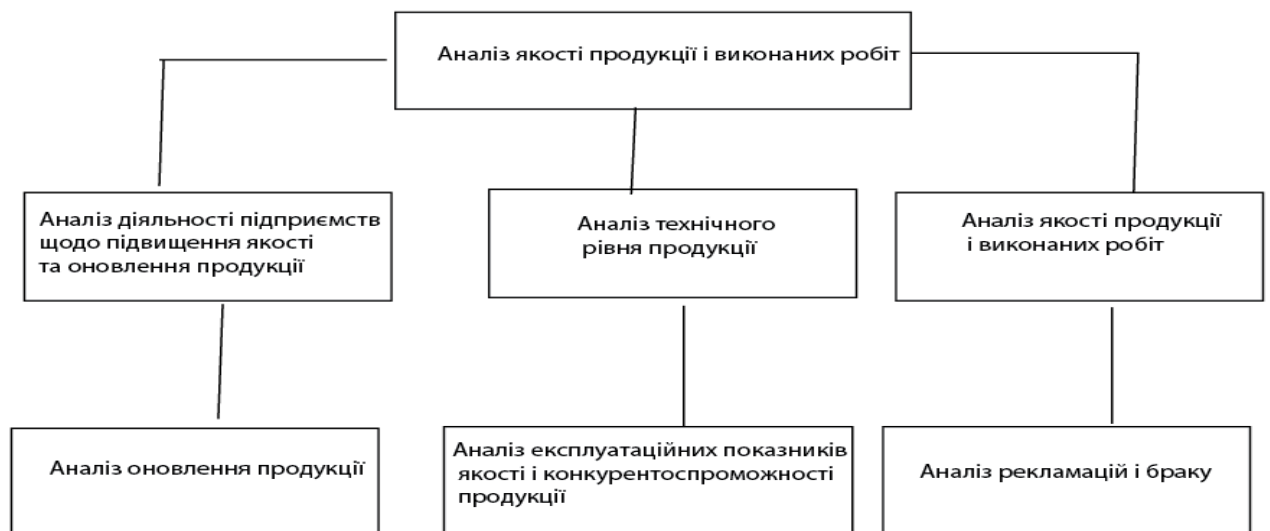 Аналіз якості продукції і виконаних робіт
Аналіз діяльності підприємств
щодо підвищення якості
та оновлення продукції
Аналіз технічного
рівня продукції
Аналіз якості продукції
і виконаних робіт
Аналіз оновлення продукції
Аналіз експлуатаційних показників
якості і конкурентоспроможності
продукції
Аналіз рекламацій і браку